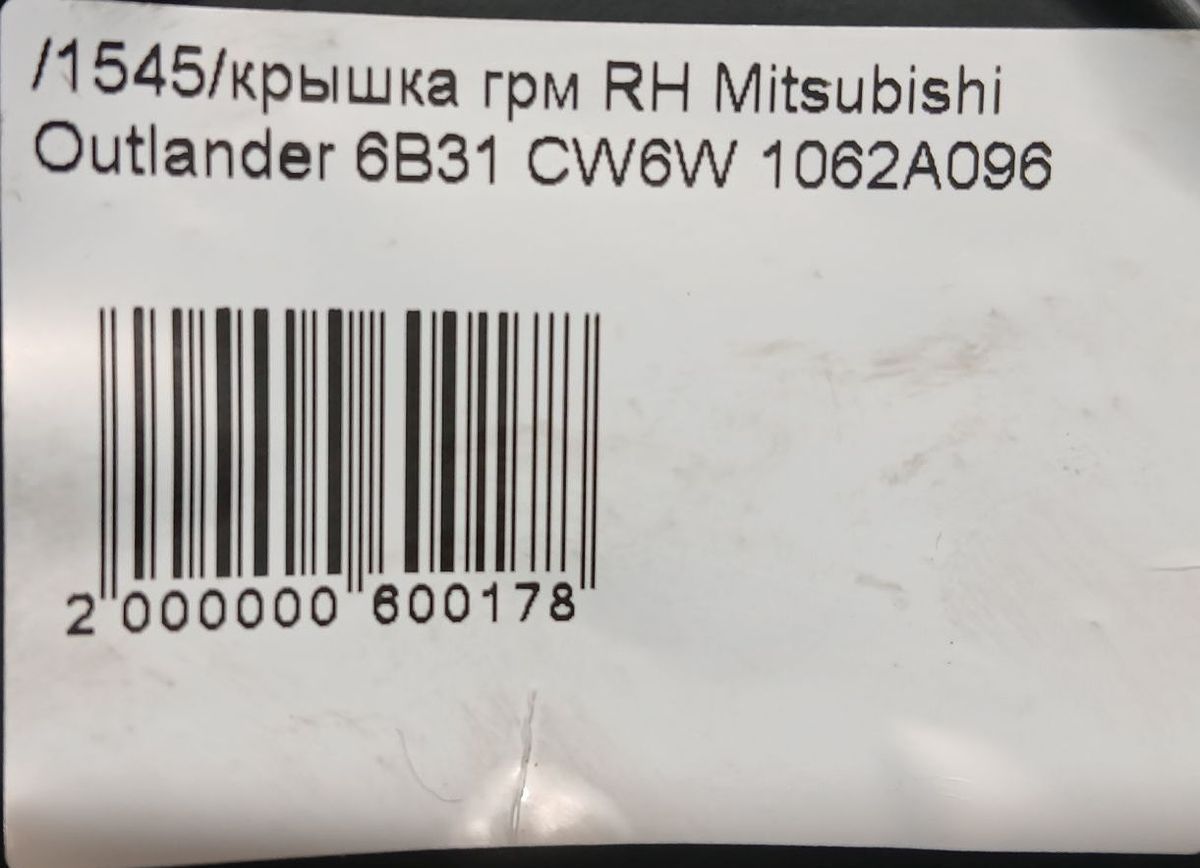 /1545/крышка грм RH Mitsubishi
Outlander 6B31 CW6W 1062A096
2 000000 600178